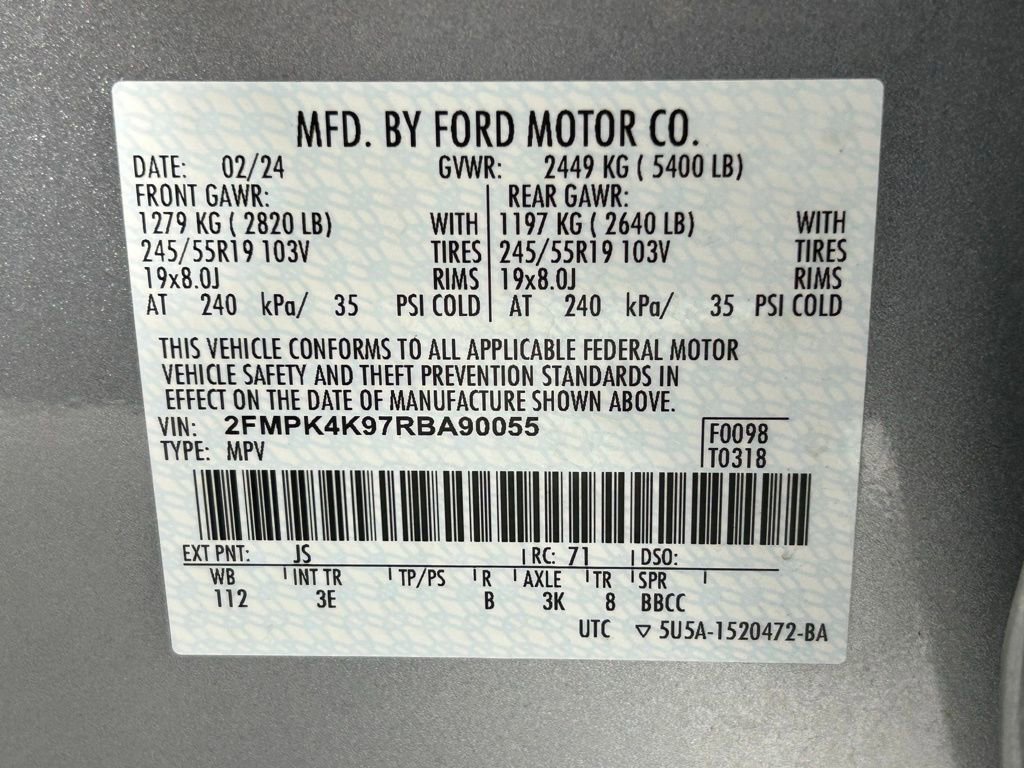 MFD. BY FORD MOTOR CO.
DATE: 02/24 GVWR: 2449 KG ( 5400 LB)
FRONT GAWR: REAR GAWR:
1279 KG ( 2820 LB) WITH 1197 KG ( 2640 LB) WITH
245/55R19 103V TIRES 245/55R19 103V TIRES
19x8.0J RIMS 19x8.0J RIMS
AT 240 kPa/ 35 PSI COLD AT 240 kPa/ 35 PSI COLD
THIS VEHICLE CONFORMS TO ALL APPLICABLE FEDERAL MOTOR
VEHICLE SAFETY AND THEFT PREVENTION STANDARDS IN
EFFECT ON THE DATE OF MANUFACTURE SHOWN ABOVE.
VIN: 2FMPK4K97RBA90055 F0098
TYPE: MPV T0318
EXT PNT: JS RC: 71 DSO:
WB INT TR TP/PS R AXLE TR SPR
112 3E B 3K 8 BBCC
UTC ▽ 5U5A-1520472-BA